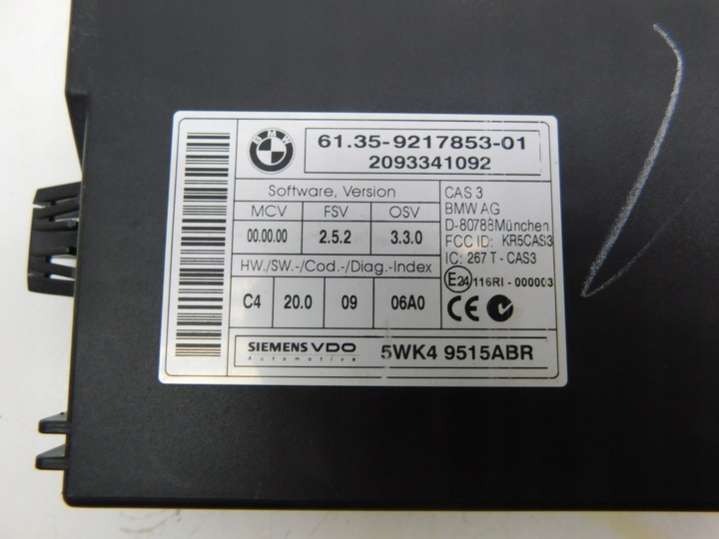 BMW
61.35-9217853-01
2093341092
Software, Version
MCV FSV OSV
00.00.00 2.5.2 3.3.0
HW./SW.-/Cod.-/Diag.-Index
C4 20.0 09 06A0
CAS 3
BMW AG
D-80788München
FCC ID: KR5CAS3
IC: 267 T - CAS3
E24 116RI - 000003
CE
SIEMENS VDO
Automotive
5WK4 9515ABR